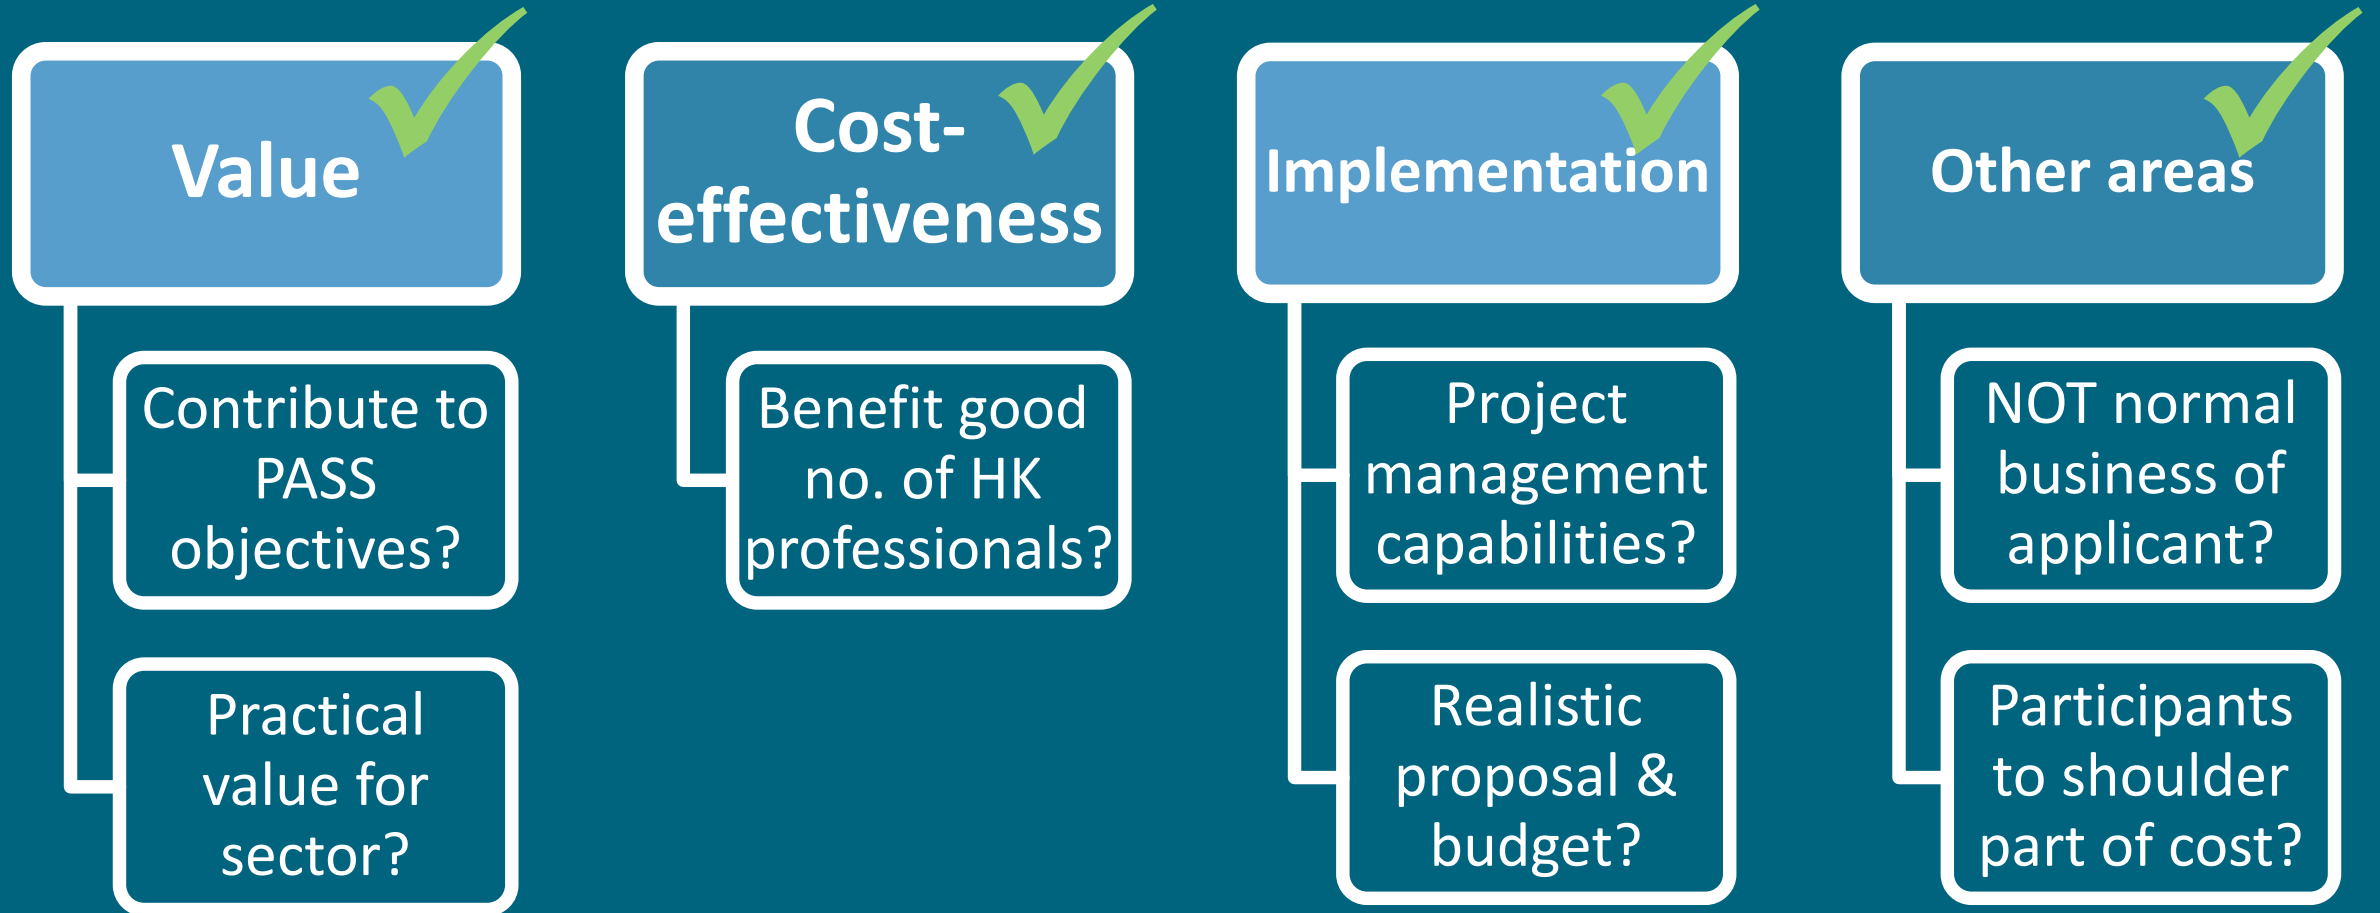 Value
Contribute to
PASS
objectives?
Practical
value for
sector?
Cost-
effectiveness
Benefit good
no. of HK
professionals?
Implementation
Project
management
capabilities?
Realistic
proposal &
budget?
Other areas
NOT normal
business of
applicant?
Participants
to shoulder
part of cost?